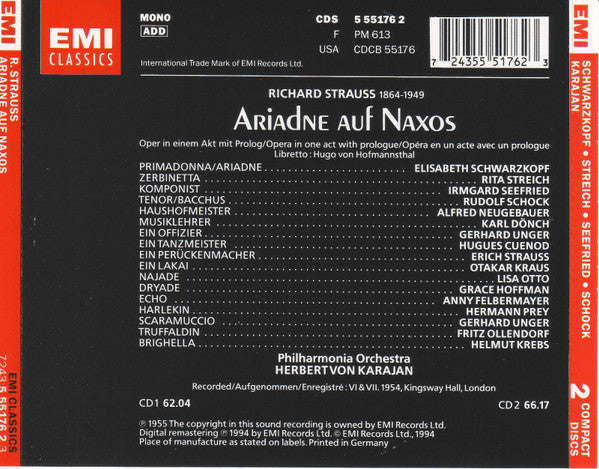 EMI
R. STRAUSS
ARIADNE AUF NAXOS
EMI CLASSICS
7243 5 55176 2 3
EMI
CLASSICS
MONO
ADD
International Trade Mark of EMI Records Ltd.
CDS 5 55176 2
F PM 613
USA CDCB 55176
7 24355 51762 3
RICHARD STRAUSS 1864-1949
ARIADNE AUF NAXOS
Oper in einem Akt mit Prolog/Opera in one act with prologue/Opéra en un acte avec un prologue
Libretto: Hugo von Hofmannsthal
PRIMADONNA/ARIADNE ELISABETH SCHWARZKOPF
ZERBINETTA RITA STREICH
KOMPONIST IRMGARD SEEFRIED
TENOR/BACCHUS RUDOLF SCHOCK
HAUSHOFMEISTER ALFRED NEUGEBAUER
MUSIKLEHRER KARL DÖNCH
EIN OFFIZIER GERHARD UNGER
EIN TANZMEISTER HUGUES CUENOD
EIN PERÜCKENMACHER ERICH STRAUSS
EIN LAKAI OTAKAR KRAUS
NAJADE LISA OTTO
DRYADE GRACE HOFFMAN
ECHO ANNY FELBERMAYER
HARLEKIN HERMANN PREY
SCARAMUCCIO GERHARD UNGER
TRUFFALDIN FRITZ OLLENDORF
BRIGHELLA HELMUT KREBS
Philharmonia Orchestra
HERBERT VON KARAJAN
Recorded/Aufgenommen/Enregistré: VI & VII. 1954, Kingsway Hall, London
CD1 62.04
CD2 66.17
℗ 1955 The copyright in this sound recording is owned by EMI Records Ltd.
Digital remastering ℗ 1994 by EMI Records Ltd. © EMI Records Ltd., 1994
Place of manufacture as stated on labels. Printed in Germany
EMI
SCHWARZKOPF • STREICH • SEEFRIED • SCHOCK
KARAJAN
2 COMPACT
DISCS